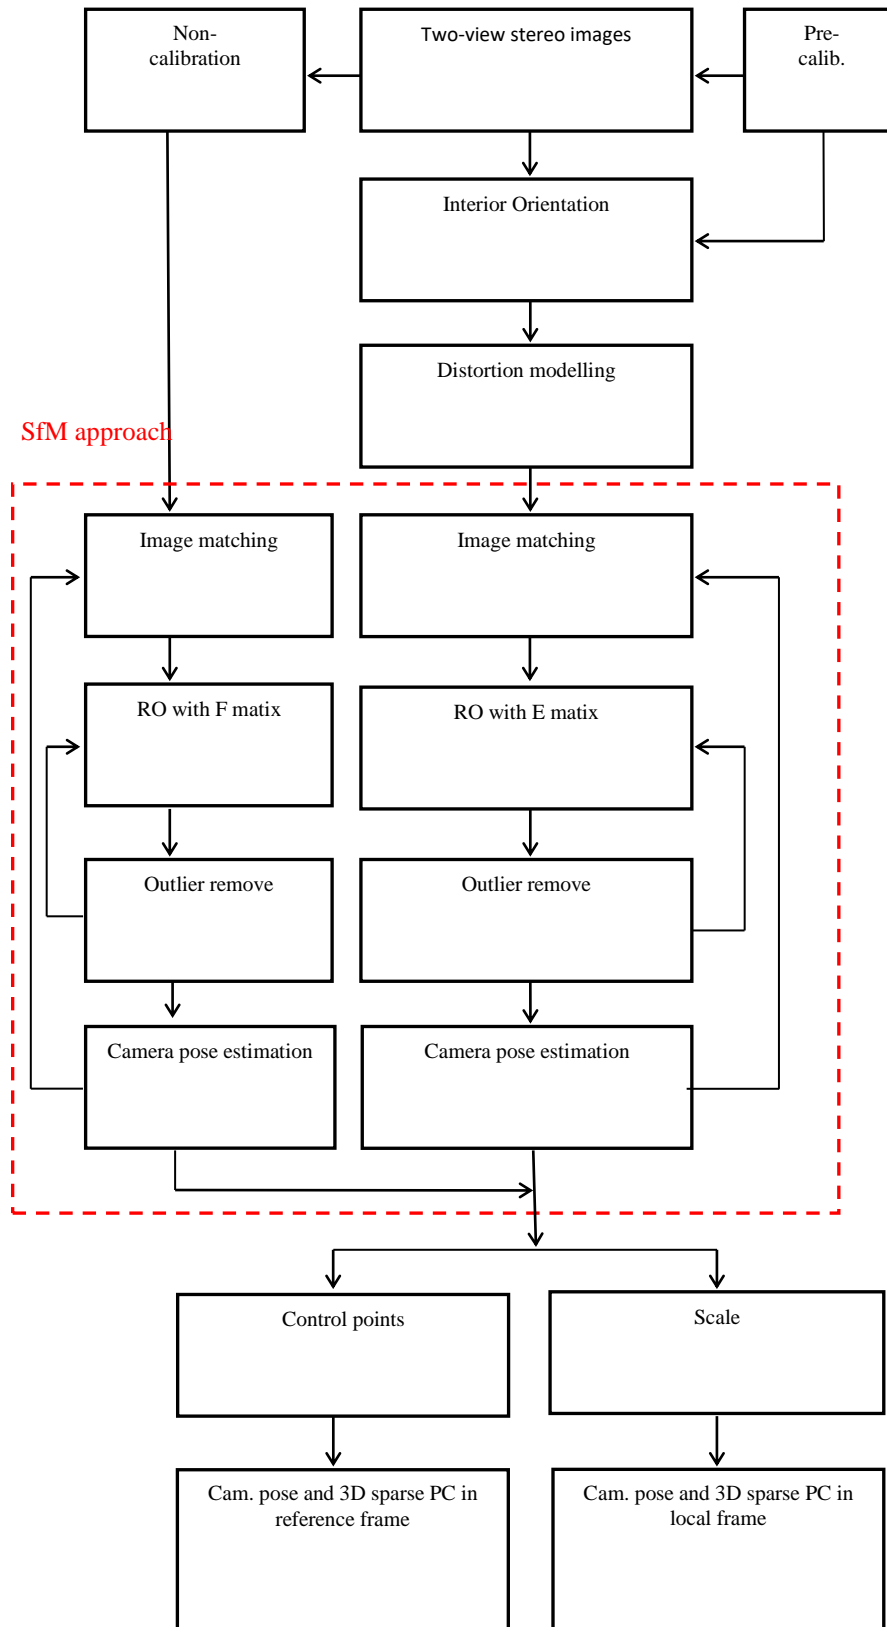 Non-
calibration
Two-view stereo images
Pre-
calib.
Interior Orientation
Distortion modelling
SfM approach
Image matching
Image matching
RO with F matix
RO with E matix
Outlier remove
Outlier remove
Camera pose estimation
Camera pose estimation
Control points
Scale
Cam. pose and 3D sparse PC in
reference frame
Cam. pose and 3D sparse PC in
local frame